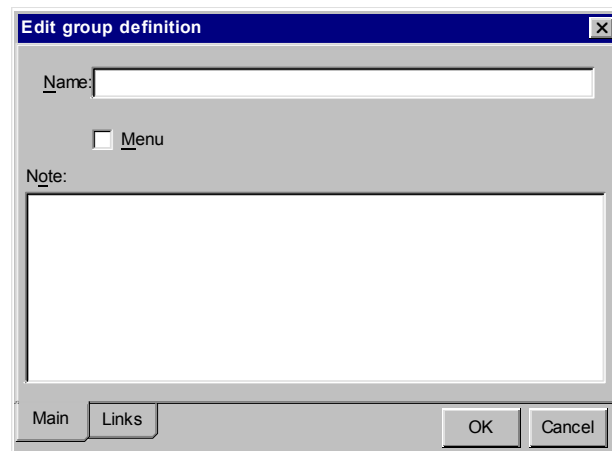 Edit group definition
Name:
Menu
Note:
Main Links OK Cancel